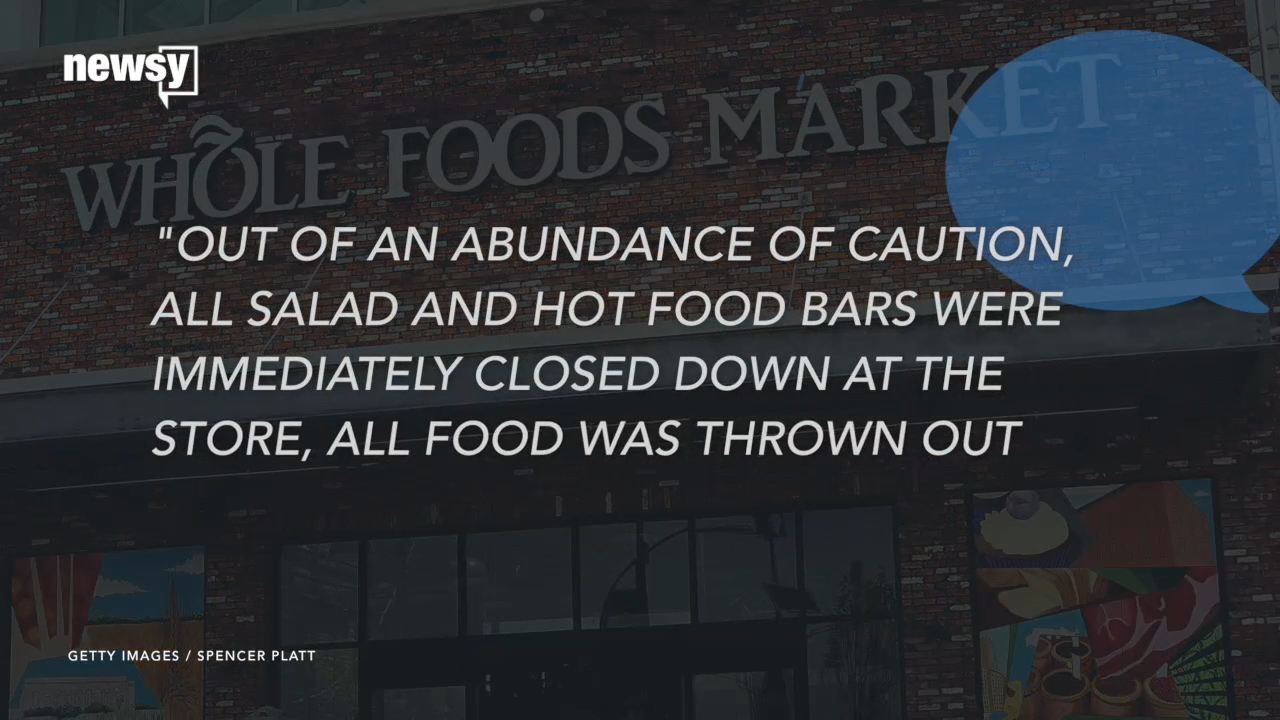 newsy
WHOLE FOODS MARKET
"OUT OF AN ABUNDANCE OF CAUTION,
ALL SALAD AND HOT FOOD BARS WERE
IMMEDIATELY CLOSED DOWN AT THE
STORE, ALL FOOD WAS THROWN OUT
GETTY IMAGES / SPENCER PLATT